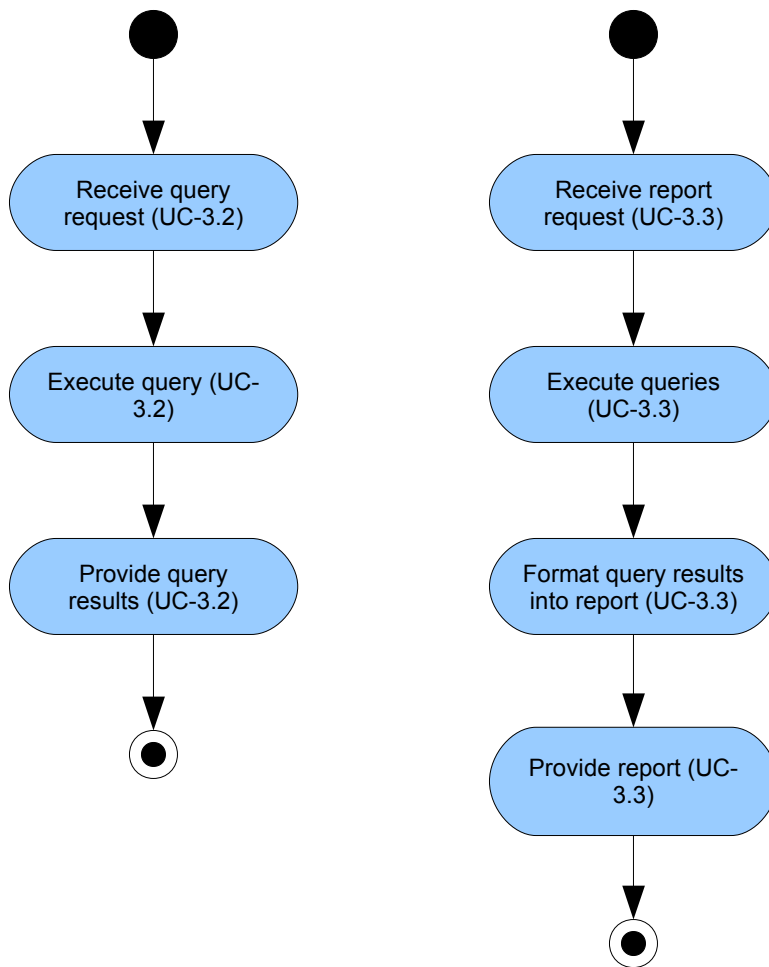 Receive query
request (UC-3.2)
Execute query (UC-
3.2)
Provide query
results (UC-3.2)
Receive report
request (UC-3.3)
Execute queries
(UC-3.3)
Format query results
into report (UC-3.3)
Provide report (UC-
3.3)